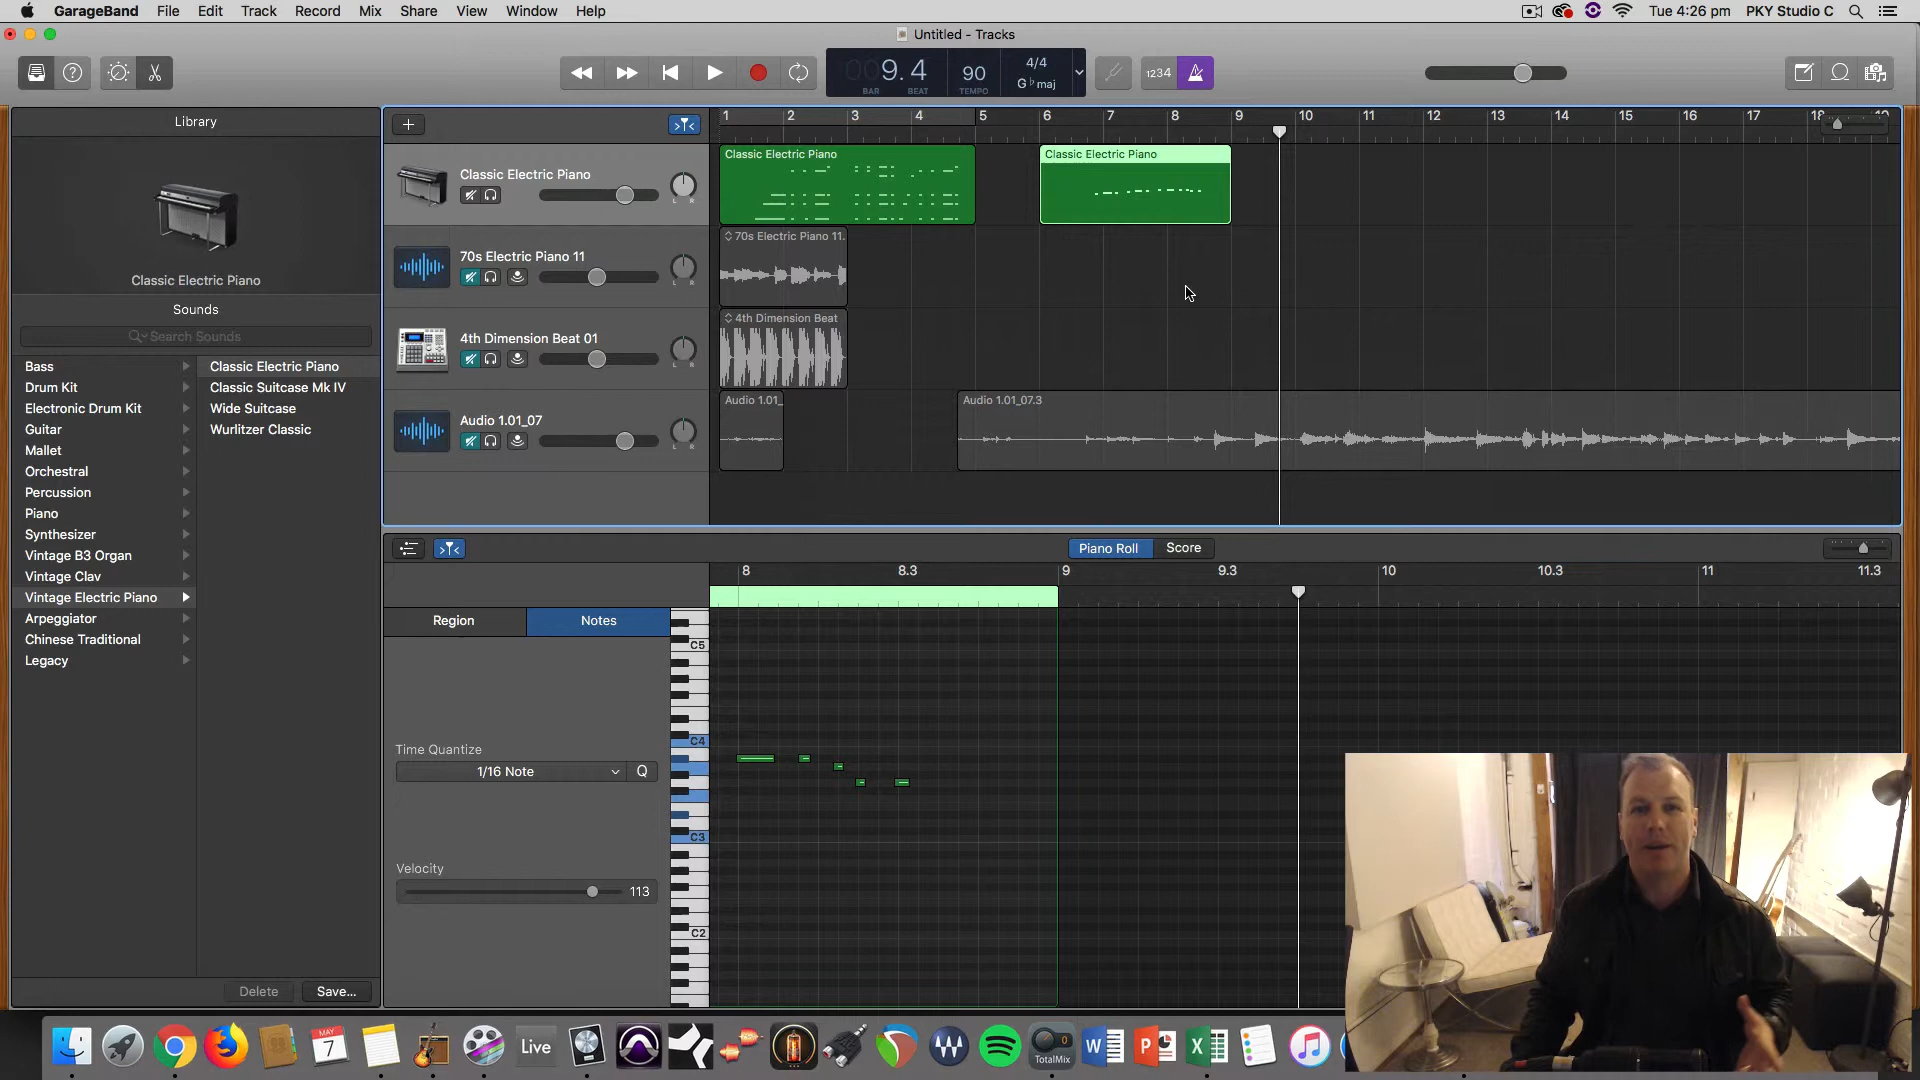 GarageBand File Edit Track Record Mix Share View Window Help
Tue 4:26 pm PKY Studio C
Untitled - Tracks
9. 4 BAR BEAT
90 TEMPO
4/4
G♭maj
1234
Library
Classic Electric Piano
Sounds
Search Sounds
Bass
Drum Kit
Electronic Drum Kit
Guitar
Mallet
Orchestral
Percussion
Piano
Synthesizer
Vintage B3 Organ
Vintage Clav
Vintage Electric Piano
Arpeggiator
Chinese Traditional
Legacy
Classic Electric Piano
Classic Suitcase Mk IV
Wide Suitcase
Wurlitzer Classic
Delete Save...
1 2 3 4 5 6 7 8 9 10 11 12 13 14 15 16 17
Classic Electric Piano
L R
Classic Electric Piano
Classic Electric Piano
70s Electric Piano 11
L R
70s Electric Piano 11.
4th Dimension Beat 01
L R
4th Dimension Beat
Audio 1.01_07
L R
Audio 1.01_
Audio 1.01_07.3
Piano Roll Score
8 8.3 9 9.3 10 10.3 11 11.3
Region Notes
Time Quantize
1/16 Note Q
Velocity
113
C5
C4
C3
C2
MAY
7
Live
TotalMix
0
W
P
X